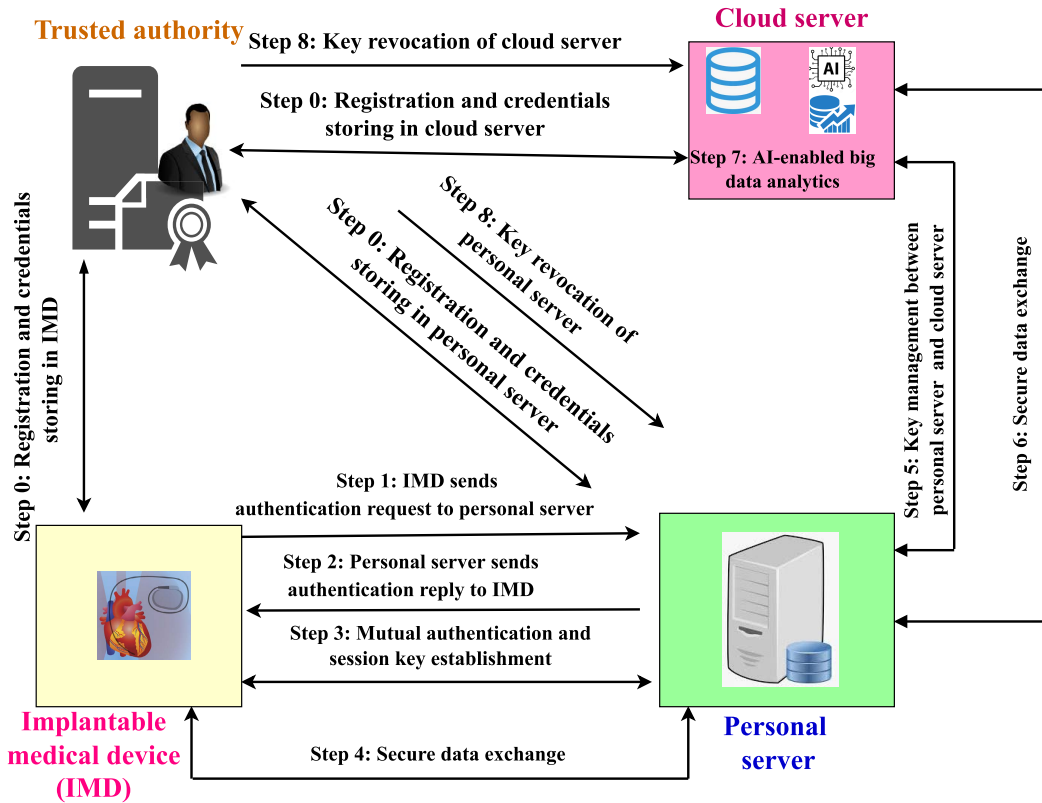 Cloud server
Trusted authority
Step 8: Key revocation of cloud server
AI
Step 0: Registration and credentials
storing in cloud server
Step 7: AI-enabled big
data analytics
Step 8: Key revocation of
personal server
Step 0: Registration and credentials
storing in personal server
Step 0: Registration and credentials
storing in IMD
Step 5: Key management between
personal server and cloud server
Step 6: Secure data exchange
Step 1: IMD sends
authentication request to personal server
Step 2: Personal server sends
authentication reply to IMD
Step 3: Mutual authentication and
session key establishment
Implantable
medical device
(IMD)
Personal
server
Step 4: Secure data exchange